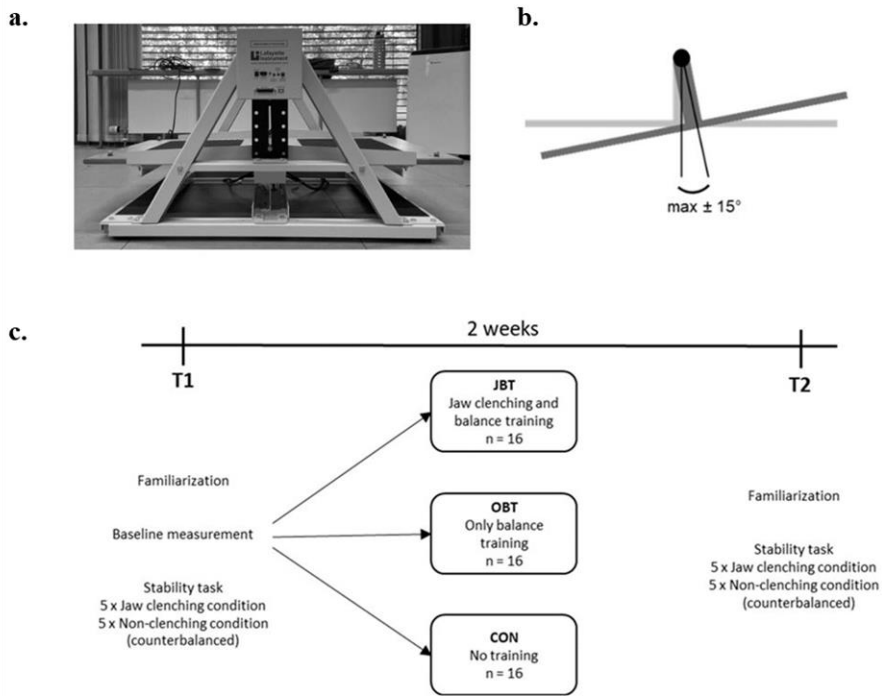 a.
b.
Lafayette
Instrument
max ± 15°
c.
2 weeks
T1
T2
JBT
Jaw clenching and
balance training
n = 16
Familiarization
Baseline measurement
Stability task
5 x Jaw clenching condition
5 x Non-clenching condition
(counterbalanced)
OBT
Only balance
training
n = 16
CON
No training
n = 16
Familiarization
Stability task
5 x Jaw clenching condition
5 x Non-clenching condition
(counterbalanced)